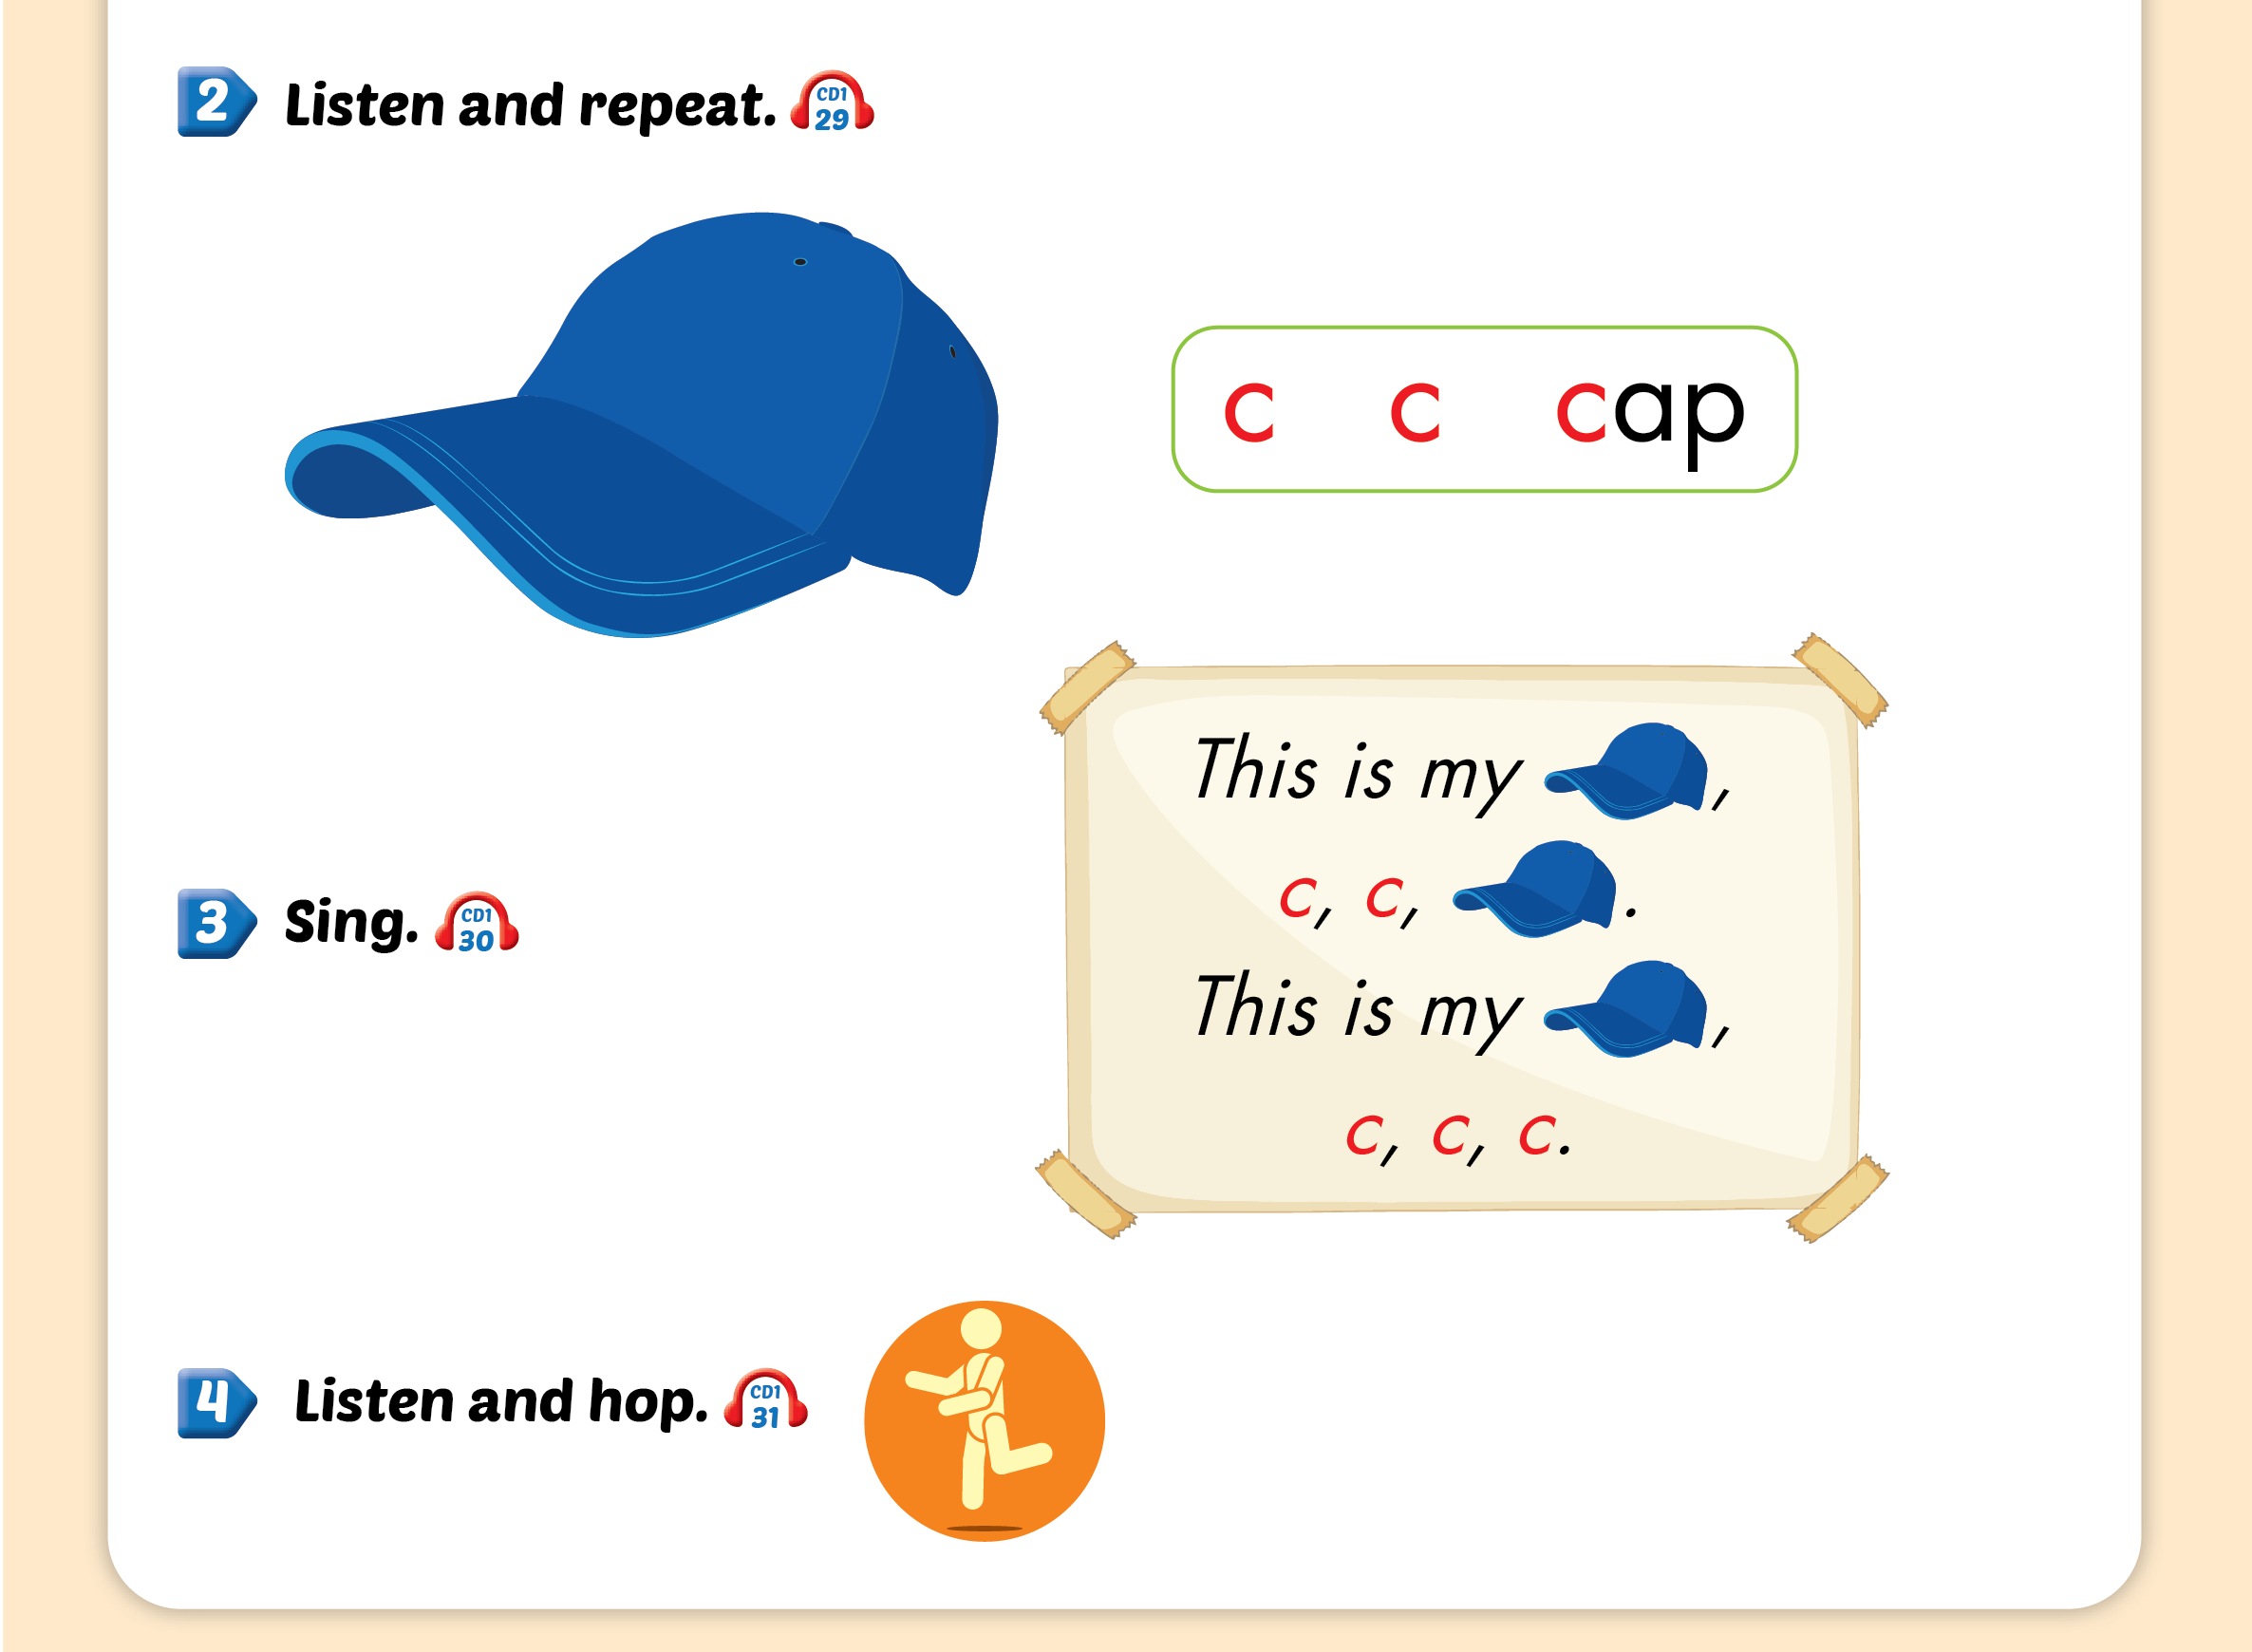 2 Listen and repeat. CD1 29
c c cap
This is my ,
c, c, .
This is my ,
c, c, c.
3 Sing. CD1 30
4 Listen and hop. CD1 31